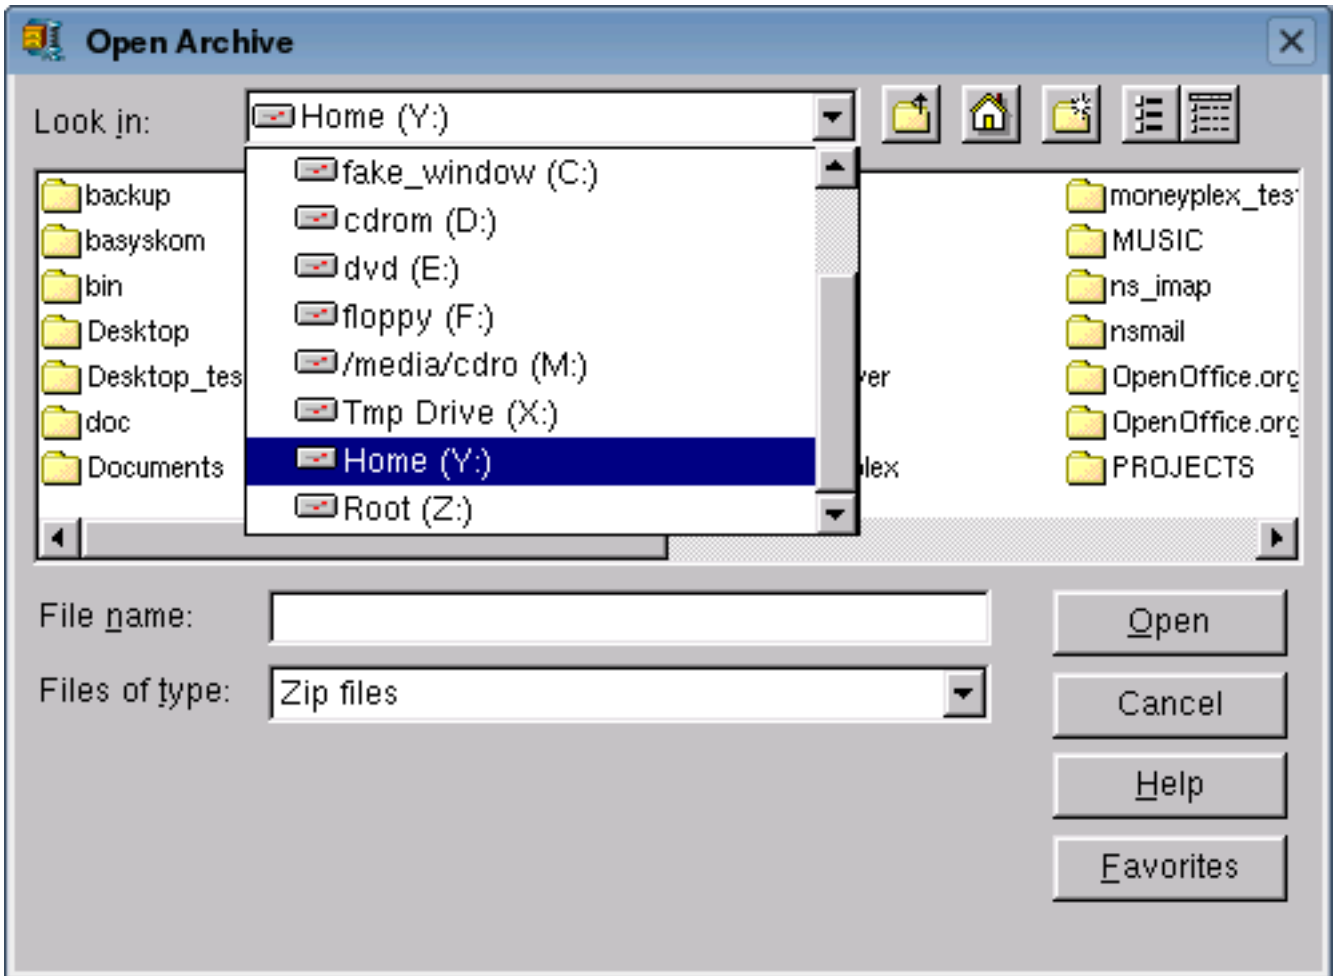 Open Archive
Look in:
Home (Y:)
fake_window (C:)
cdrom (D:)
dvd (E:)
floppy (F:)
/media/cdro (M:)
Tmp Drive (X:)
Home (Y:)
Root (Z:)
backup
basyskom
bin
Desktop
Desktop_tes
doc
Documents
ver
lex
moneyplex_test
MUSIC
ns_imap
nsmail
OpenOffice.org
OpenOffice.org
PROJECTS
File name:
Open
Files of type:
Zip files
Cancel
Help
Favorites